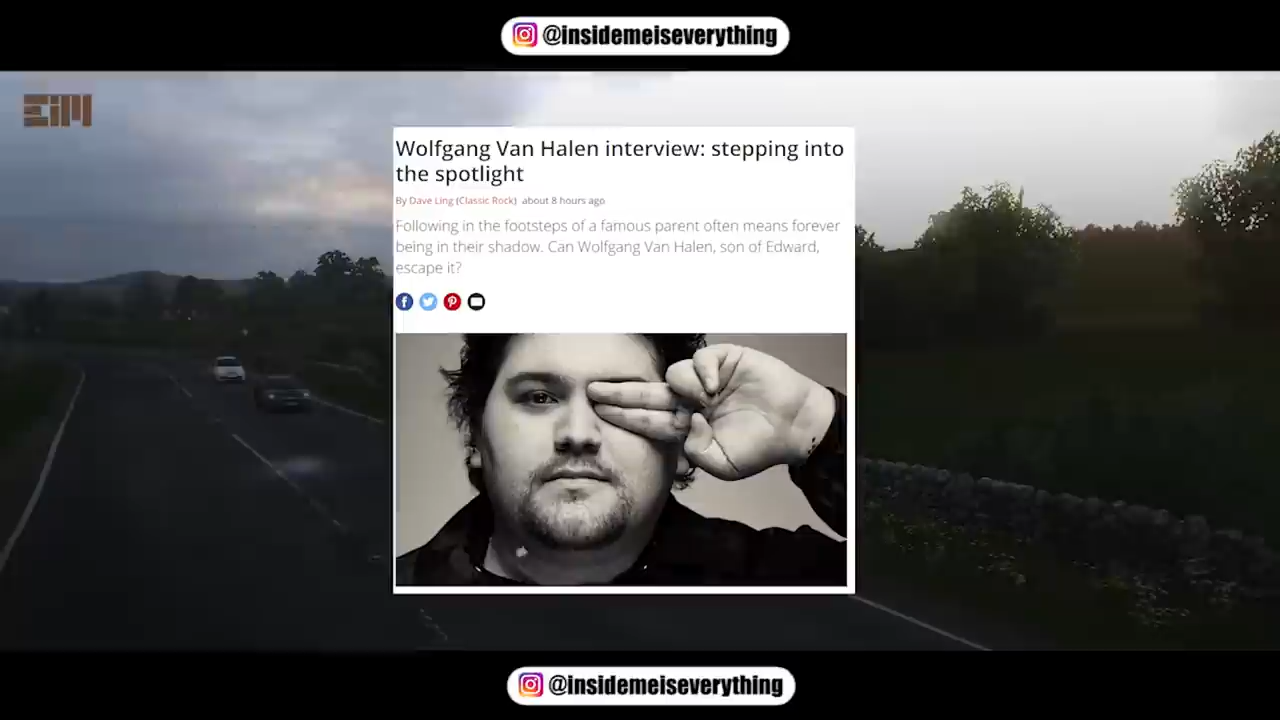 @insidemeiseverything
EiM
Wolfgang Van Halen interview: stepping into
the spotlight
By Dave Ling (Classic Rock) about 8 hours ago
Following in the footsteps of a famous parent often means forever
being in their shadow. Can Wolfgang Van Halen, son of Edward,
escape it?
@insidemeiseverything